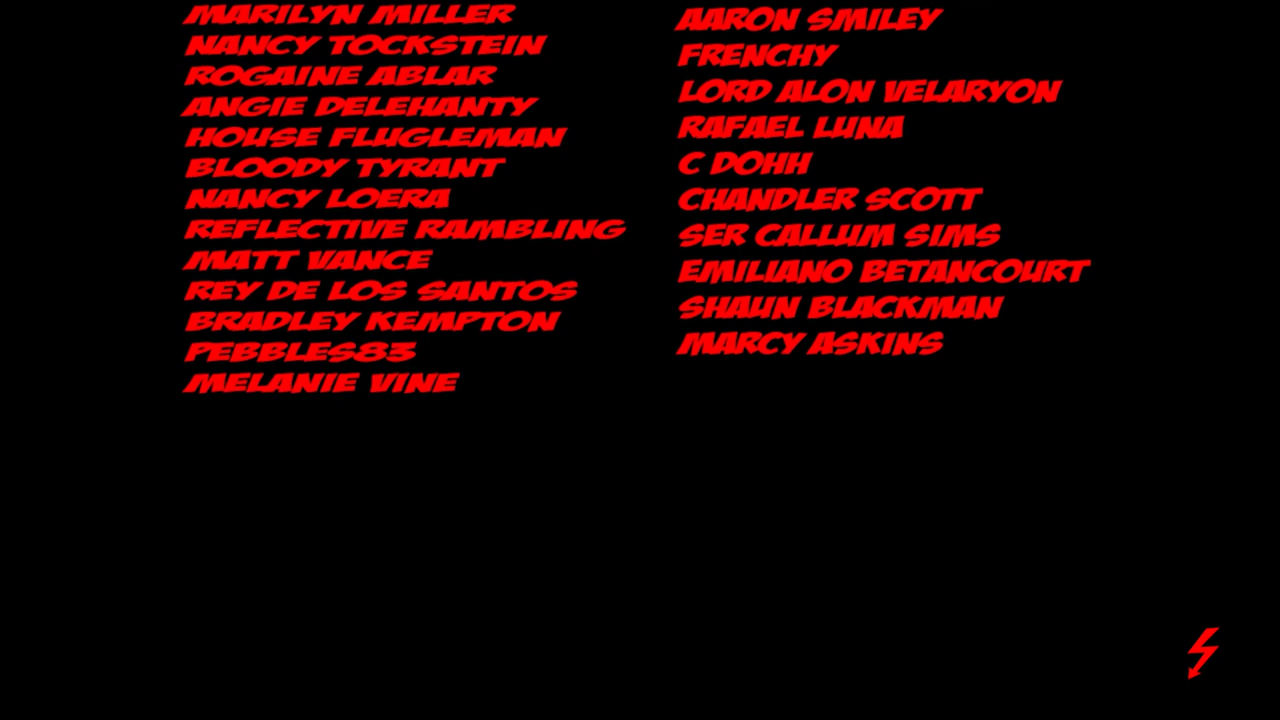 MARILYN MILLER
NANCY TOCKSTEIN
ROGAINE ABLAR
ANGIE DELEHANTY
HOUSE FLUGLEMAN
BLOODY TYRANT
NANCY LOERA
REFLECTIVE RAMBLING
MATT VANCE
REY DE LOS SANTOS
BRADLEY KEMPTON
PEBBLES83
MELANIE VINE
AARON SMILEY
FRENCHY
LORD ALON VELARYON
RAFAEL LUNA
C DOHH
CHANDLER SCOTT
SER CALLUM SIMS
EMILIANO BETANCOURT
SHAUN BLACKMAN
MARCY ASKINS